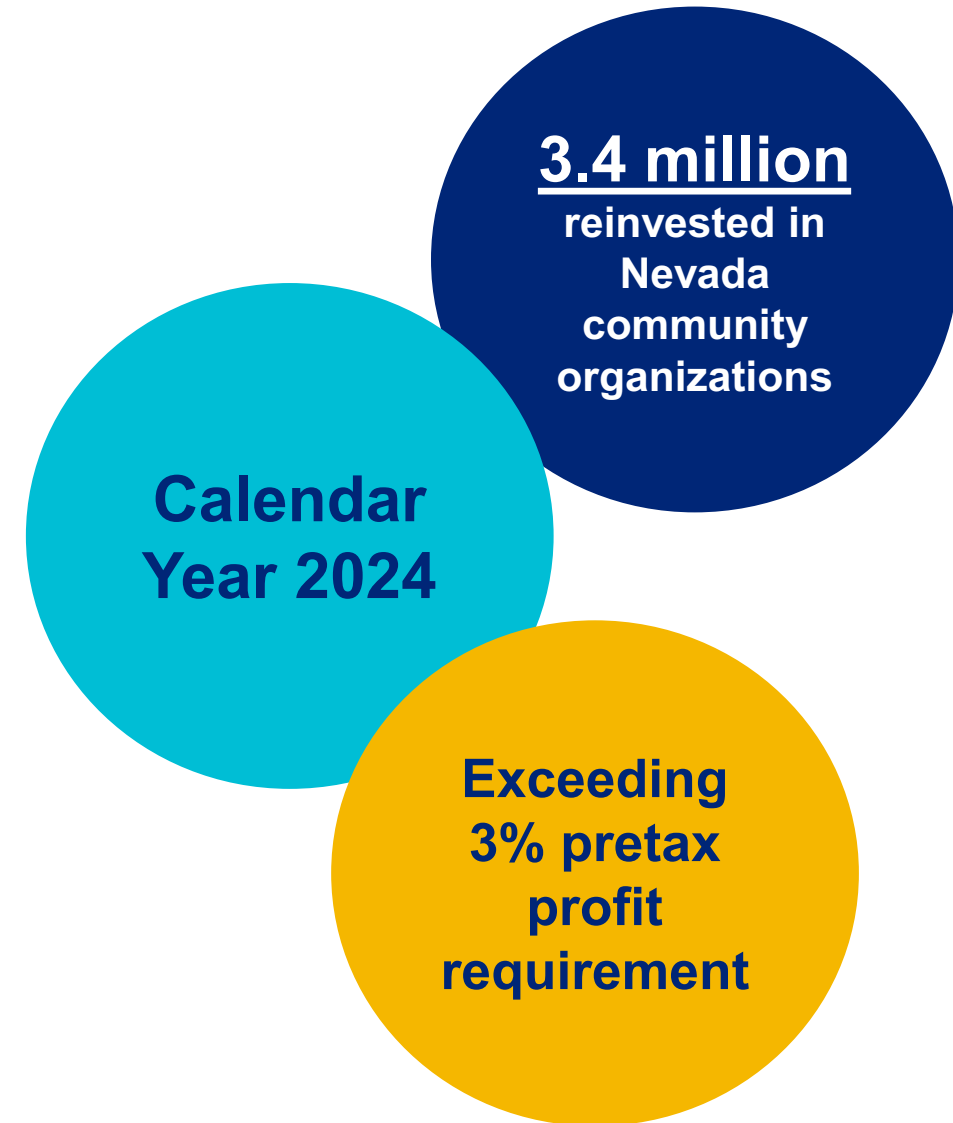 3.4 million
reinvested in
Nevada
community
organizations
Calendar
Year 2024
Exceeding
3% pretax
profit
requirement